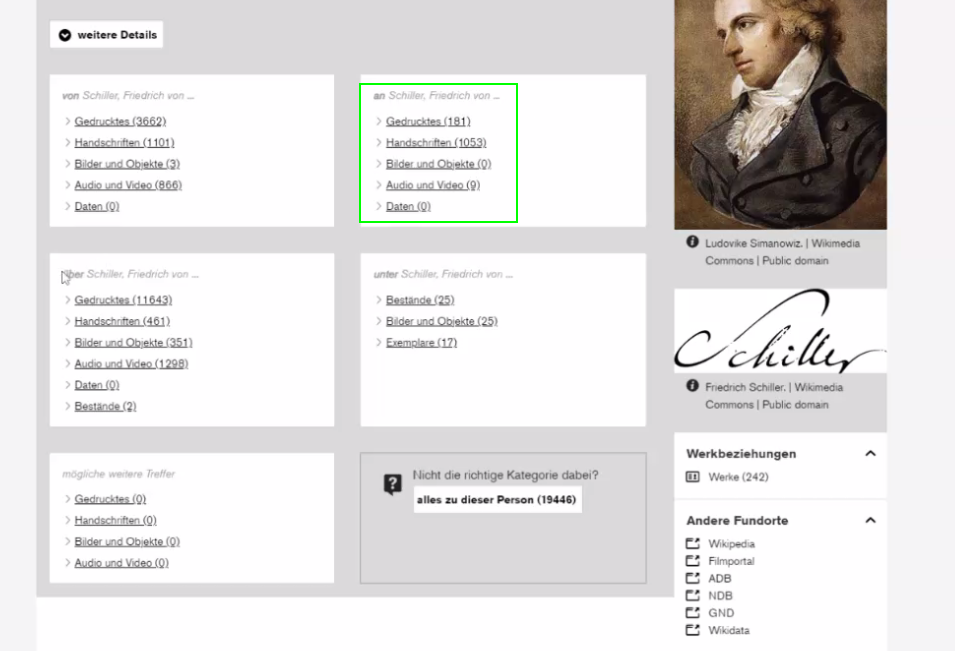 weitere Details
von Schiller, Friedrich von ...
Gedrucktes (3662)
Handschriften (1101)
Bilder und Objekte (3)
Audio und Video (866)
Daten (0)
an Schiller, Friedrich von ...
Gedrucktes (181)
Handschriften (1053)
Bilder und Objekte (0)
Audio und Video (9)
Daten (0)
über Schiller, Friedrich von ...
Gedrucktes (11643)
Handschriften (461)
Bilder und Objekte (351)
Audio und Video (1298)
Daten (0)
Bestände (2)
unter Schiller, Friedrich von ...
Bestände (25)
Bilder und Objekte (25)
Exemplare (17)
mögliche weitere Treffer
Gedrucktes (0)
Handschriften (0)
Bilder und Objekte (0)
Audio und Video (0)
Nicht die richtige Kategorie dabei?
alles zu dieser Person (19446)
Ludovike Simanowiz. | Wikimedia
Commons | Public domain
Schiller
Friedrich Schiller. | Wikimedia
Commons | Public domain
Werkbeziehungen
Werke (242)
Andere Fundorte
Wikipedia
Filmportal
ADB
NDB
GND
Wikidata